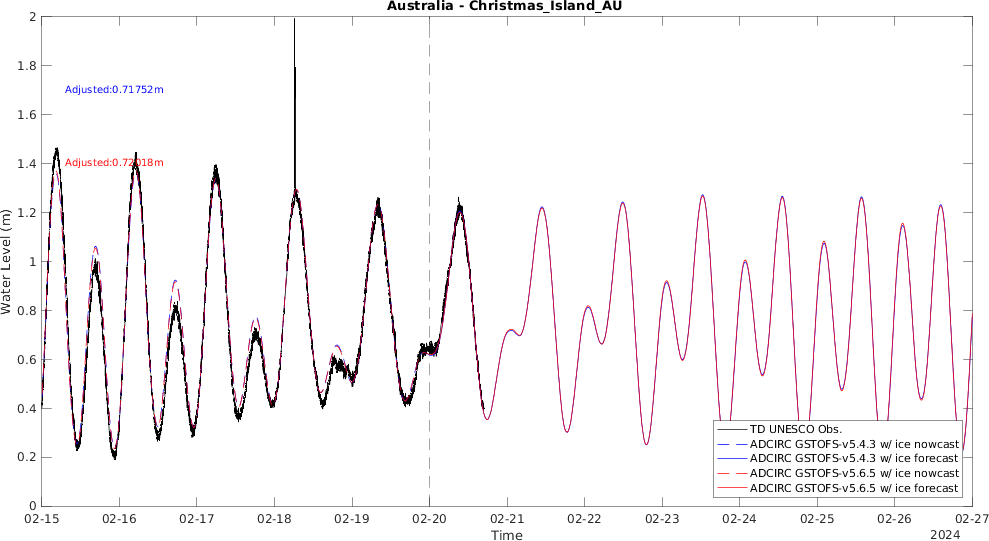 Australia - Christmas_Island_AU
2
1.8
1.6
1.4
1.2
1
0.8
0.6
0.4
0.2
0
Water Level (m)
Adjusted:0.71752m
Adjusted:0.72018m
TD UNESCO Obs.
ADCIRC GSTOFS-v5.4.3 w/ ice nowcast
ADCIRC GSTOFS-v5.4.3 w/ ice forecast
ADCIRC GSTOFS-v5.6.5 w/ ice nowcast
ADCIRC GSTOFS-v5.6.5 w/ ice forecast
02-15 02-16 02-17 02-18 02-19 02-20 02-21 02-22 02-23 02-24 02-25 02-26 02-27
Time
2024